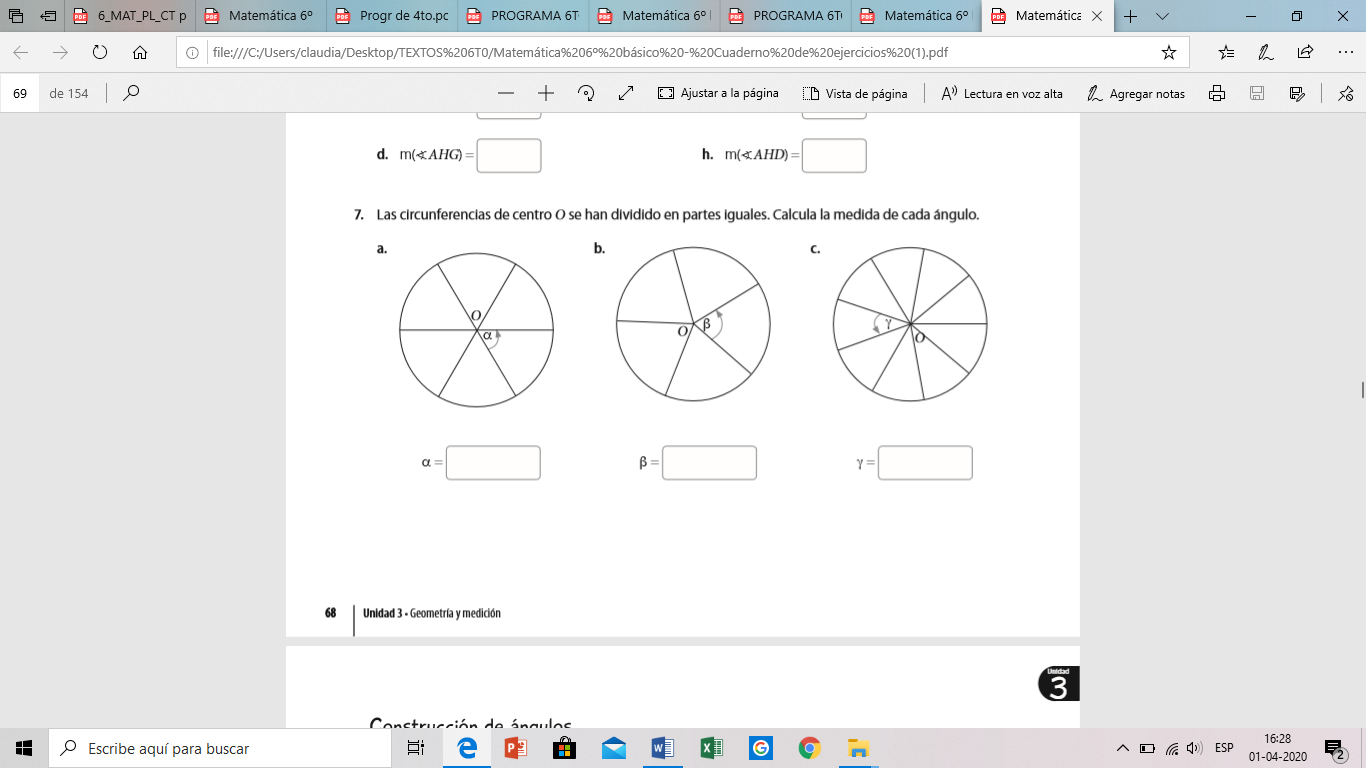 6_MAT_PL_CT p
Matemática 6º
Progr de 4to.pc
PROGRAMA 6T
Matemática 6º
PROGRAMA 6T
Matemática 6º
Matemática
file:///C:/Users/claudia/Desktop/TEXTOS%206T0/Matemática%206º%20básico%20-%20Cuaderno%20de%20ejercicios%20(1).pdf
69 de 154
Ajustar a la página
Vista de página
Lectura en voz alta
Agregar notas
d. m(∢AHG) =
h. m(∢AHD) =
7. Las circunferencias de centro O se han dividido en partes iguales. Calcula la medida de cada ángulo.
a.
b.
c.
O
α
O
β
γ
O
α =
β =
γ =
68
Unidad 3 • Geometría y medición
Unidad
3
Construcción de ángulos
Escribe aquí para buscar
ESP
16:28
01-04-2020
2